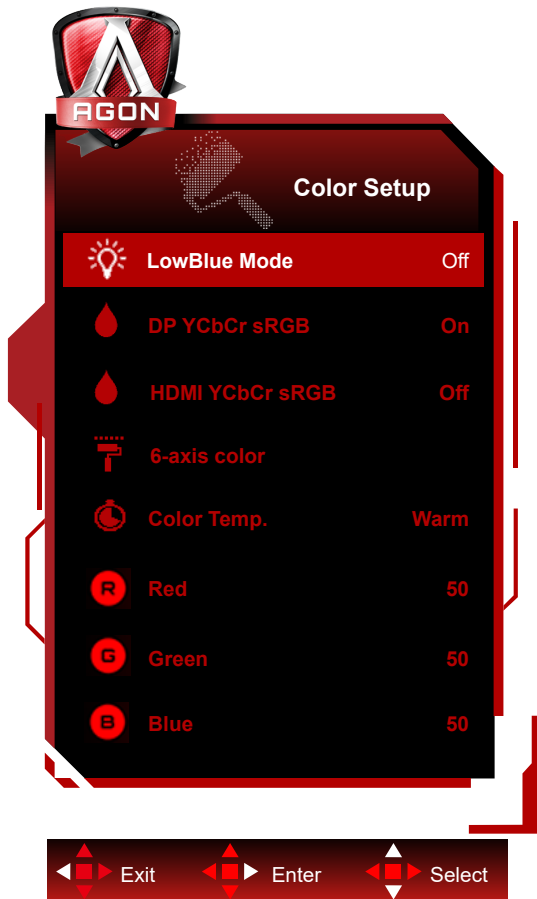 AGON
Color Setup
LowBlue Mode Off
DP YCbCr sRGB On
HDMI YCbCr sRGB Off
6-axis color
Color Temp. Warm
R Red 50
G Green 50
B Blue 50
Exit Enter Select